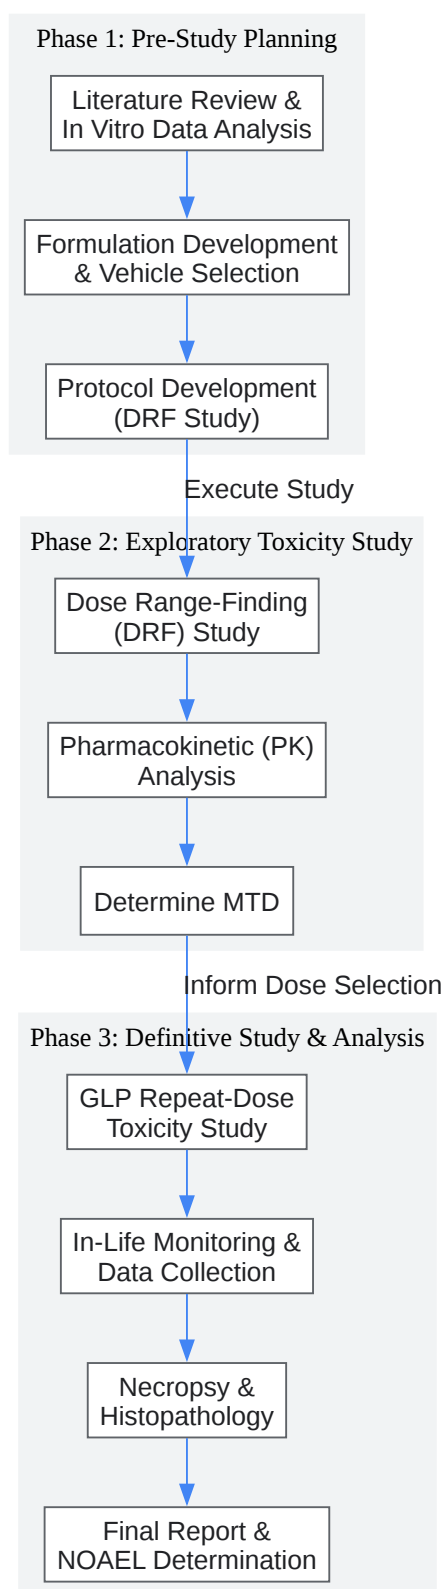 Phase 1: Pre-Study Planning
Literature Review &
In Vitro Data Analysis
Formulation Development
& Vehicle Selection
Protocol Development
(DRF Study)
Execute Study
Phase 2: Exploratory Toxicity Study
Dose Range-Finding
(DRF) Study
Pharmacokinetic (PK)
Analysis
Determine MTD
Inform Dose Selection
Phase 3: Definitive Study & Analysis
GLP Repeat-Dose
Toxicity Study
In-Life Monitoring &
Data Collection
Necropsy &
Histopathology
Final Report &
NOAEL Determination